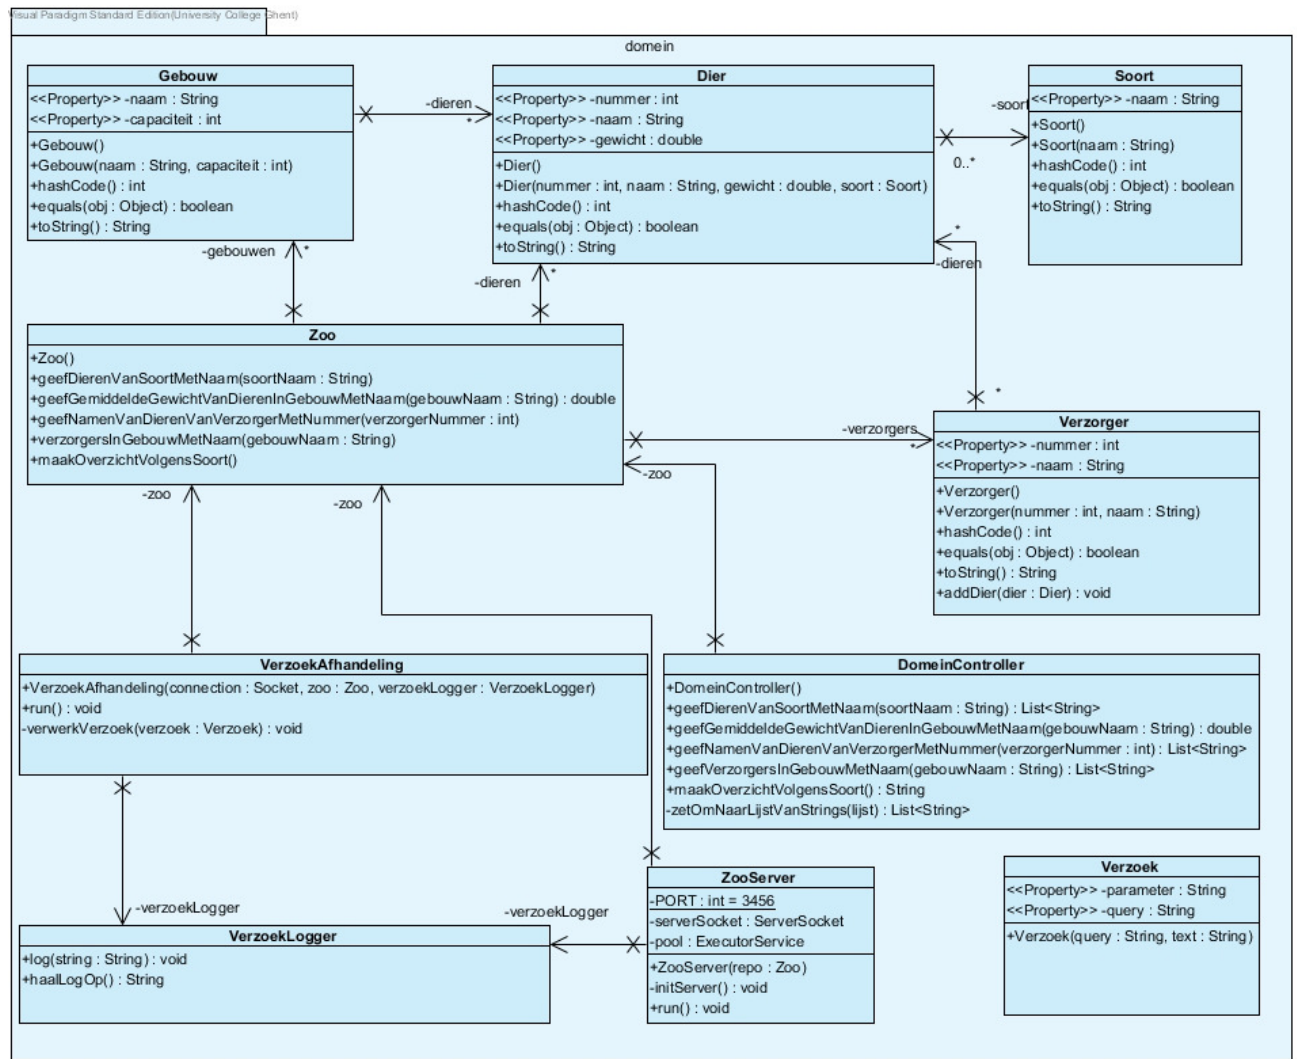 Visual Paradigm Standard Edition(University College Ghent)
domein
Gebouw
<<Property>> -naam : String
<<Property>> -capaciteit : int
+Gebouw()
+Gebouw(naam : String, capaciteit : int)
+hashCode() : int
+equals(obj : Object) : boolean
+toString() : String
-dieren
*
Dier
<<Property>> -nummer : int
<<Property>> -naam : String
<<Property>> -gewicht : double
+Dier()
+Dier(nummer : int, naam : String, gewicht : double, soort : Soort)
+hashCode() : int
+equals(obj : Object) : boolean
+toString() : String
-soort
0..*
Soort
<<Property>> -naam : String
+Soort()
+Soort(naam : String)
+hashCode() : int
+equals(obj : Object) : boolean
+toString() : String
-gebouwen
*
-dieren
*
*
-dieren
*
Zoo
+Zoo()
+geefDierenVanSoortMetNaam(soortNaam : String)
+geefGemiddeldeGewichtVanDierenInGebouwMetNaam(gebouwNaam : String) : double
+geefNamenVanDierenVanVerzorgerMetNummer(verzorgerNummer : int)
+verzorgersInGebouwMetNaam(gebouwNaam : String)
+maakOverzichtVolgensSoort()
-verzorgers
*
Verzorger
<<Property>> -nummer : int
<<Property>> -naam : String
+Verzorger()
+Verzorger(nummer : int, naam : String)
+hashCode() : int
+equals(obj : Object) : boolean
+toString() : String
+addDier(dier : Dier) : void
-zoo
-zoo
-zoo
VerzoekAfhandeling
+VerzoekAfhandeling(connection : Socket, zoo : Zoo, verzoekLogger : VerzoekLogger)
+run() : void
-verwerkVerzoek(verzoek : Verzoek) : void
DomeinController
+DomeinController()
+geefDierenVanSoortMetNaam(soortNaam : String) : List<String>
+geefGemiddeldeGewichtVanDierenInGebouwMetNaam(gebouwNaam : String) : double
+geefNamenVanDierenVanVerzorgerMetNummer(verzorgerNummer : int) : List<String>
+geefVerzorgersInGebouwMetNaam(gebouwNaam : String) : List<String>
+maakOverzichtVolgensSoort() : String
-zetOmNaarLijstVanStrings(lijst) : List<String>
-verzoekLogger
-verzoekLogger
VerzoekLogger
+log(string : String) : void
+haalLogOp() : String
ZooServer
-PORT : int = 3456
-serverSocket : ServerSocket
-pool : ExecutorService
+ZooServer(repo : Zoo)
-initServer() : void
+run() : void
Verzoek
<<Property>> -parameter : String
<<Property>> -query : String
+Verzoek(query : String, text : String)